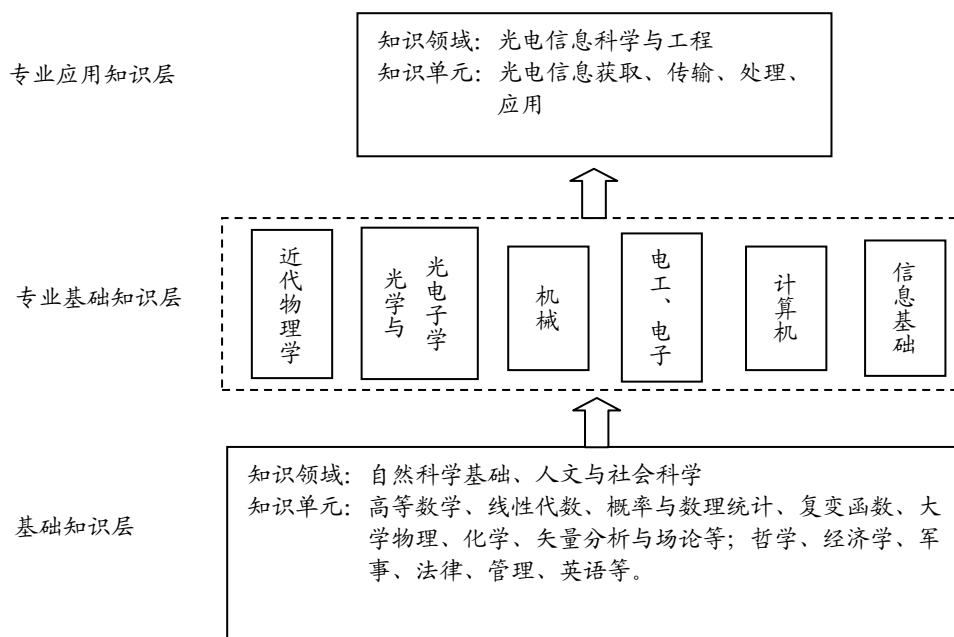 专业应用知识层
知识领域：光电信息科学与工程
知识单元：光电信息获取、传输、处理、
应用
专业基础知识层
近代物理学
光学与
光电子学
机械
电工、电子
计算机
信息基础
基础知识层
知识领域：自然科学基础、人文与社会科学
知识单元：高等数学、线性代数、概率与数理统计、复变函数、大
学物理、化学、矢量分析与场论等；哲学、经济学、军
事、法律、管理、英语等。